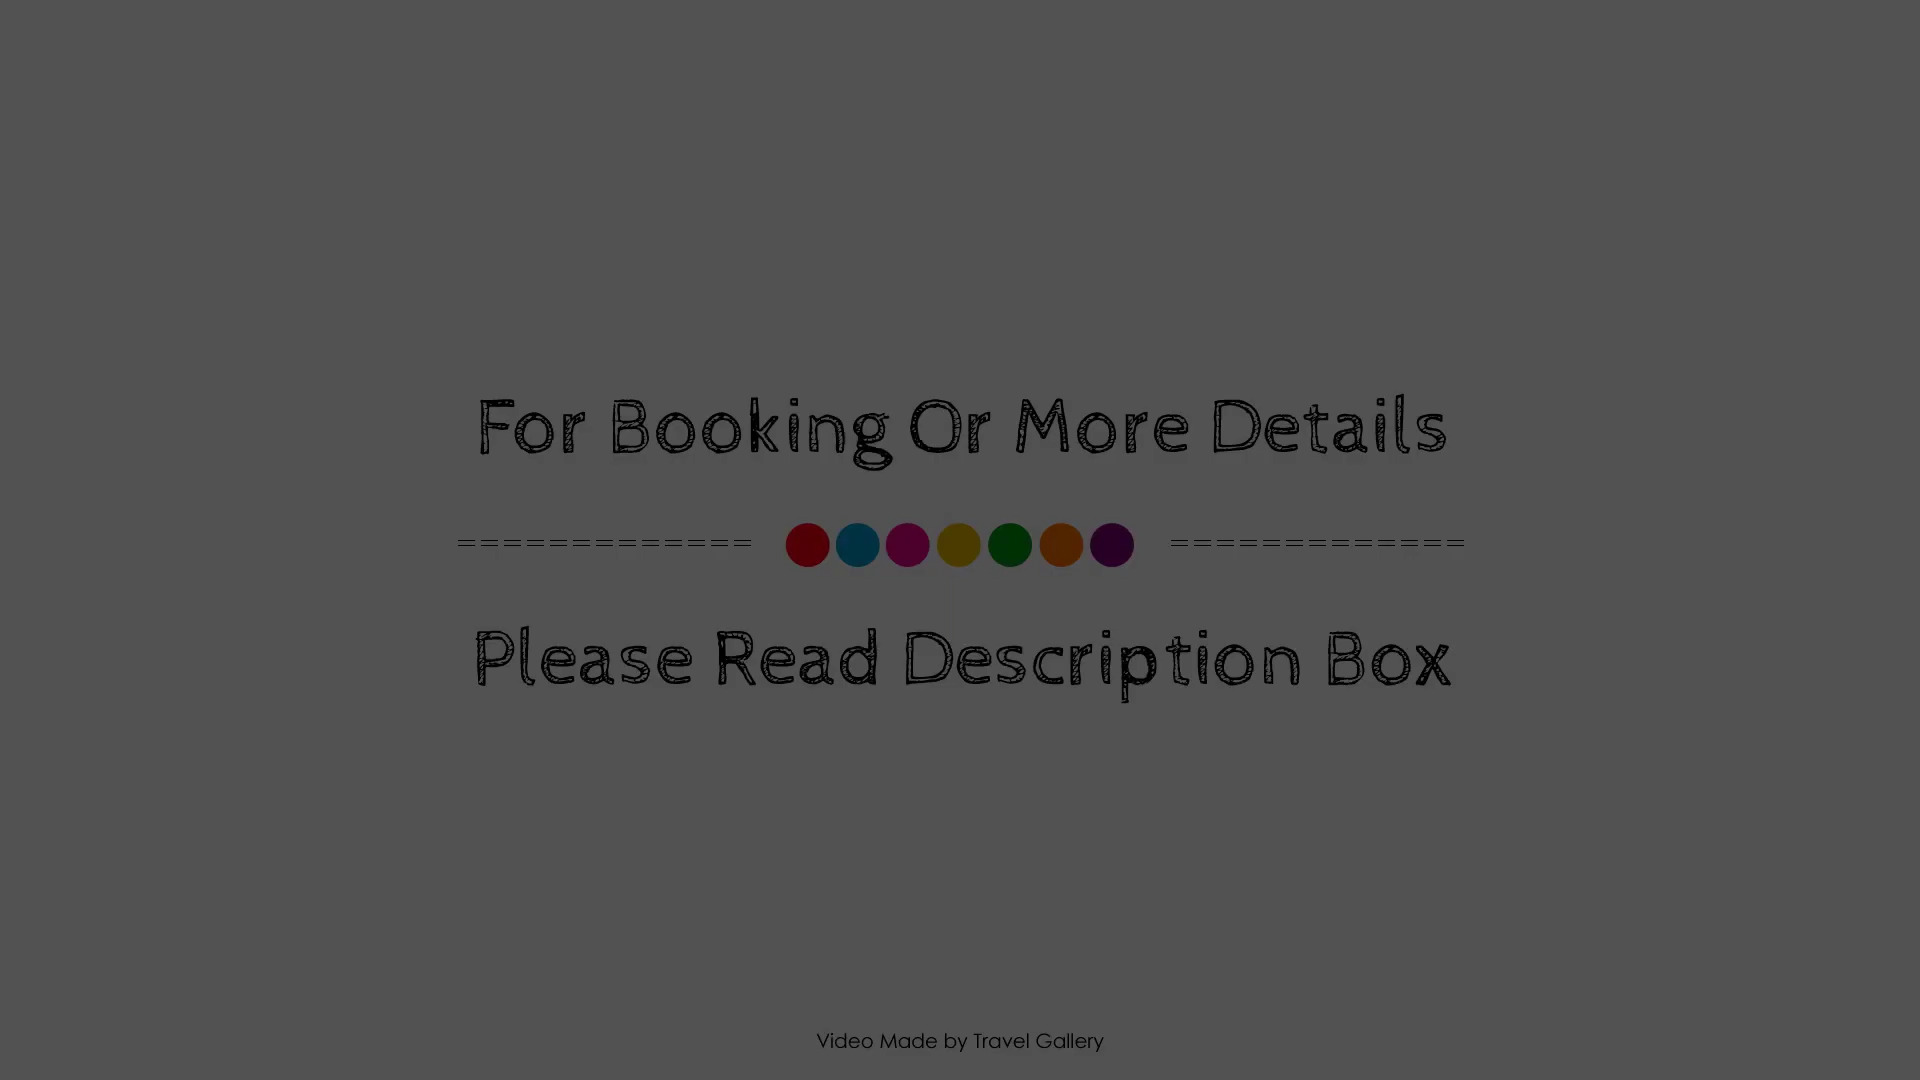 For Booking Or More Details
============= =============
Please Read Description Box
Video Made by Travel Gallery